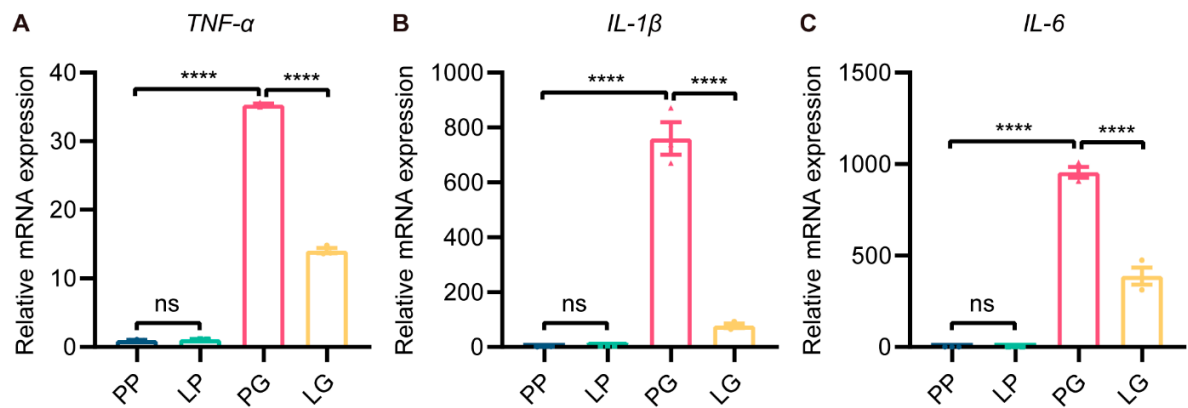 A
TNF-α
Relative mRNA expression
40
30
20
10
0
****
****
ns
PP
LP
PG
LG
B
IL-1β
Relative mRNA expression
1000
800
600
400
200
0
****
****
ns
PP
LP
PG
LG
C
IL-6
Relative mRNA expression
1500
1000
500
0
****
****
ns
PP
LP
PG
LG